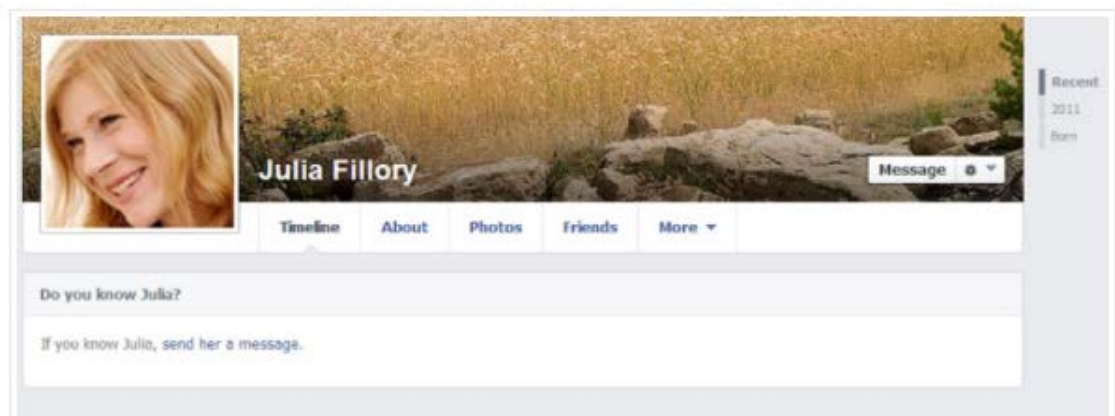 Julia Fillory
Message
Timeline About Photos Friends More
Recent
2011
Born
Do you know Julia?
If you know Julia, send her a message.